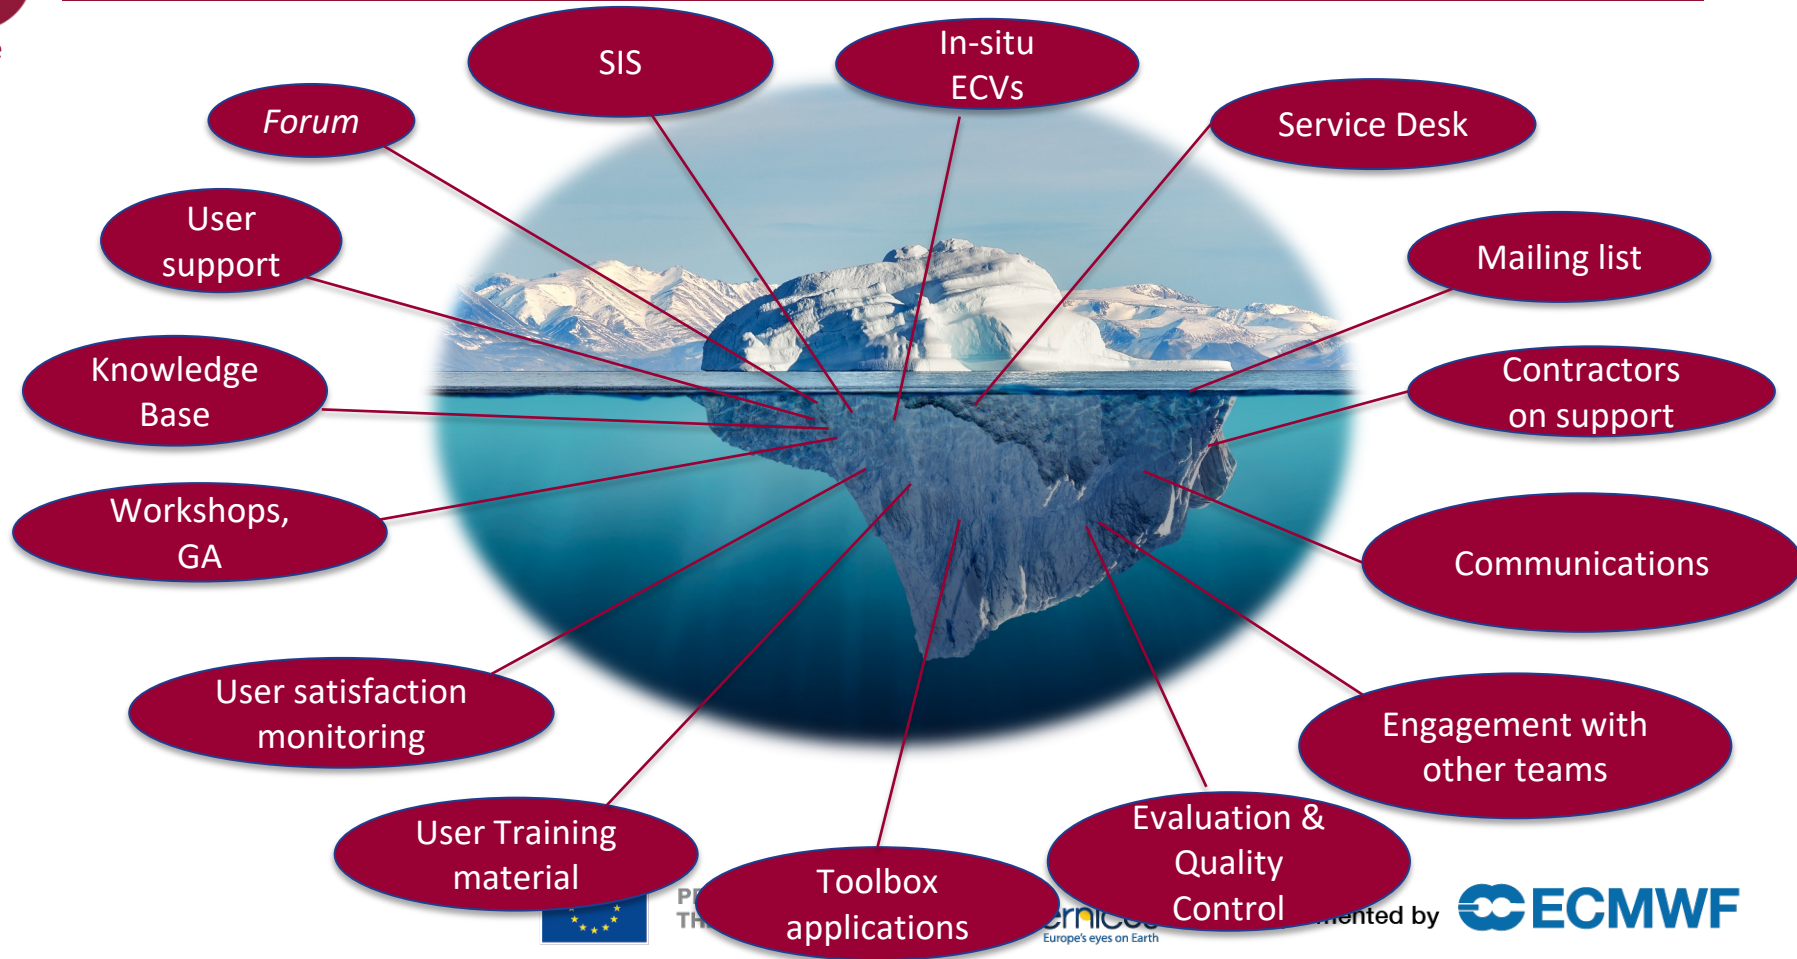 SIS
In-situ
ECVs
Forum
Service Desk
User
support
Mailing list
Knowledge
Base
Contractors
on support
Workshops,
GA
Communications
User satisfaction
monitoring
Engagement with
other teams
User Training
material
Toolbox
applications
Evaluation &
Quality
Control
Europe's eyes on Earth
by
ECMWF